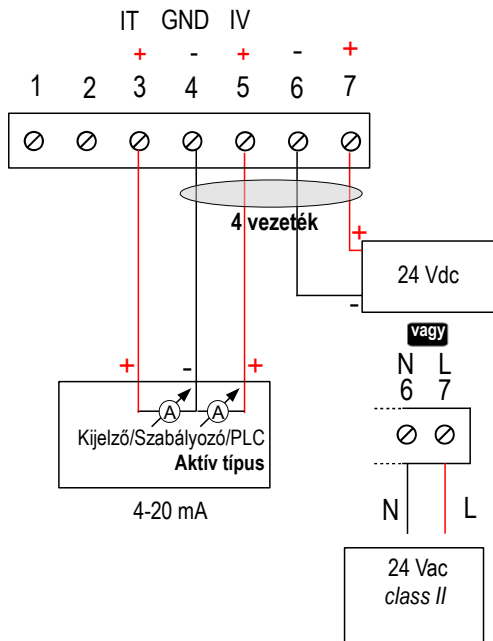 IT GND IV
+ - + - +
1 2 3 4 5 6 7
4 vezeték
+
24 Vdc
-
vagy
N L
6 7
+ - +
A A
Kijelző/Szabályozó/PLC
Aktív típus
4-20 mA
N L
24 Vac
class II